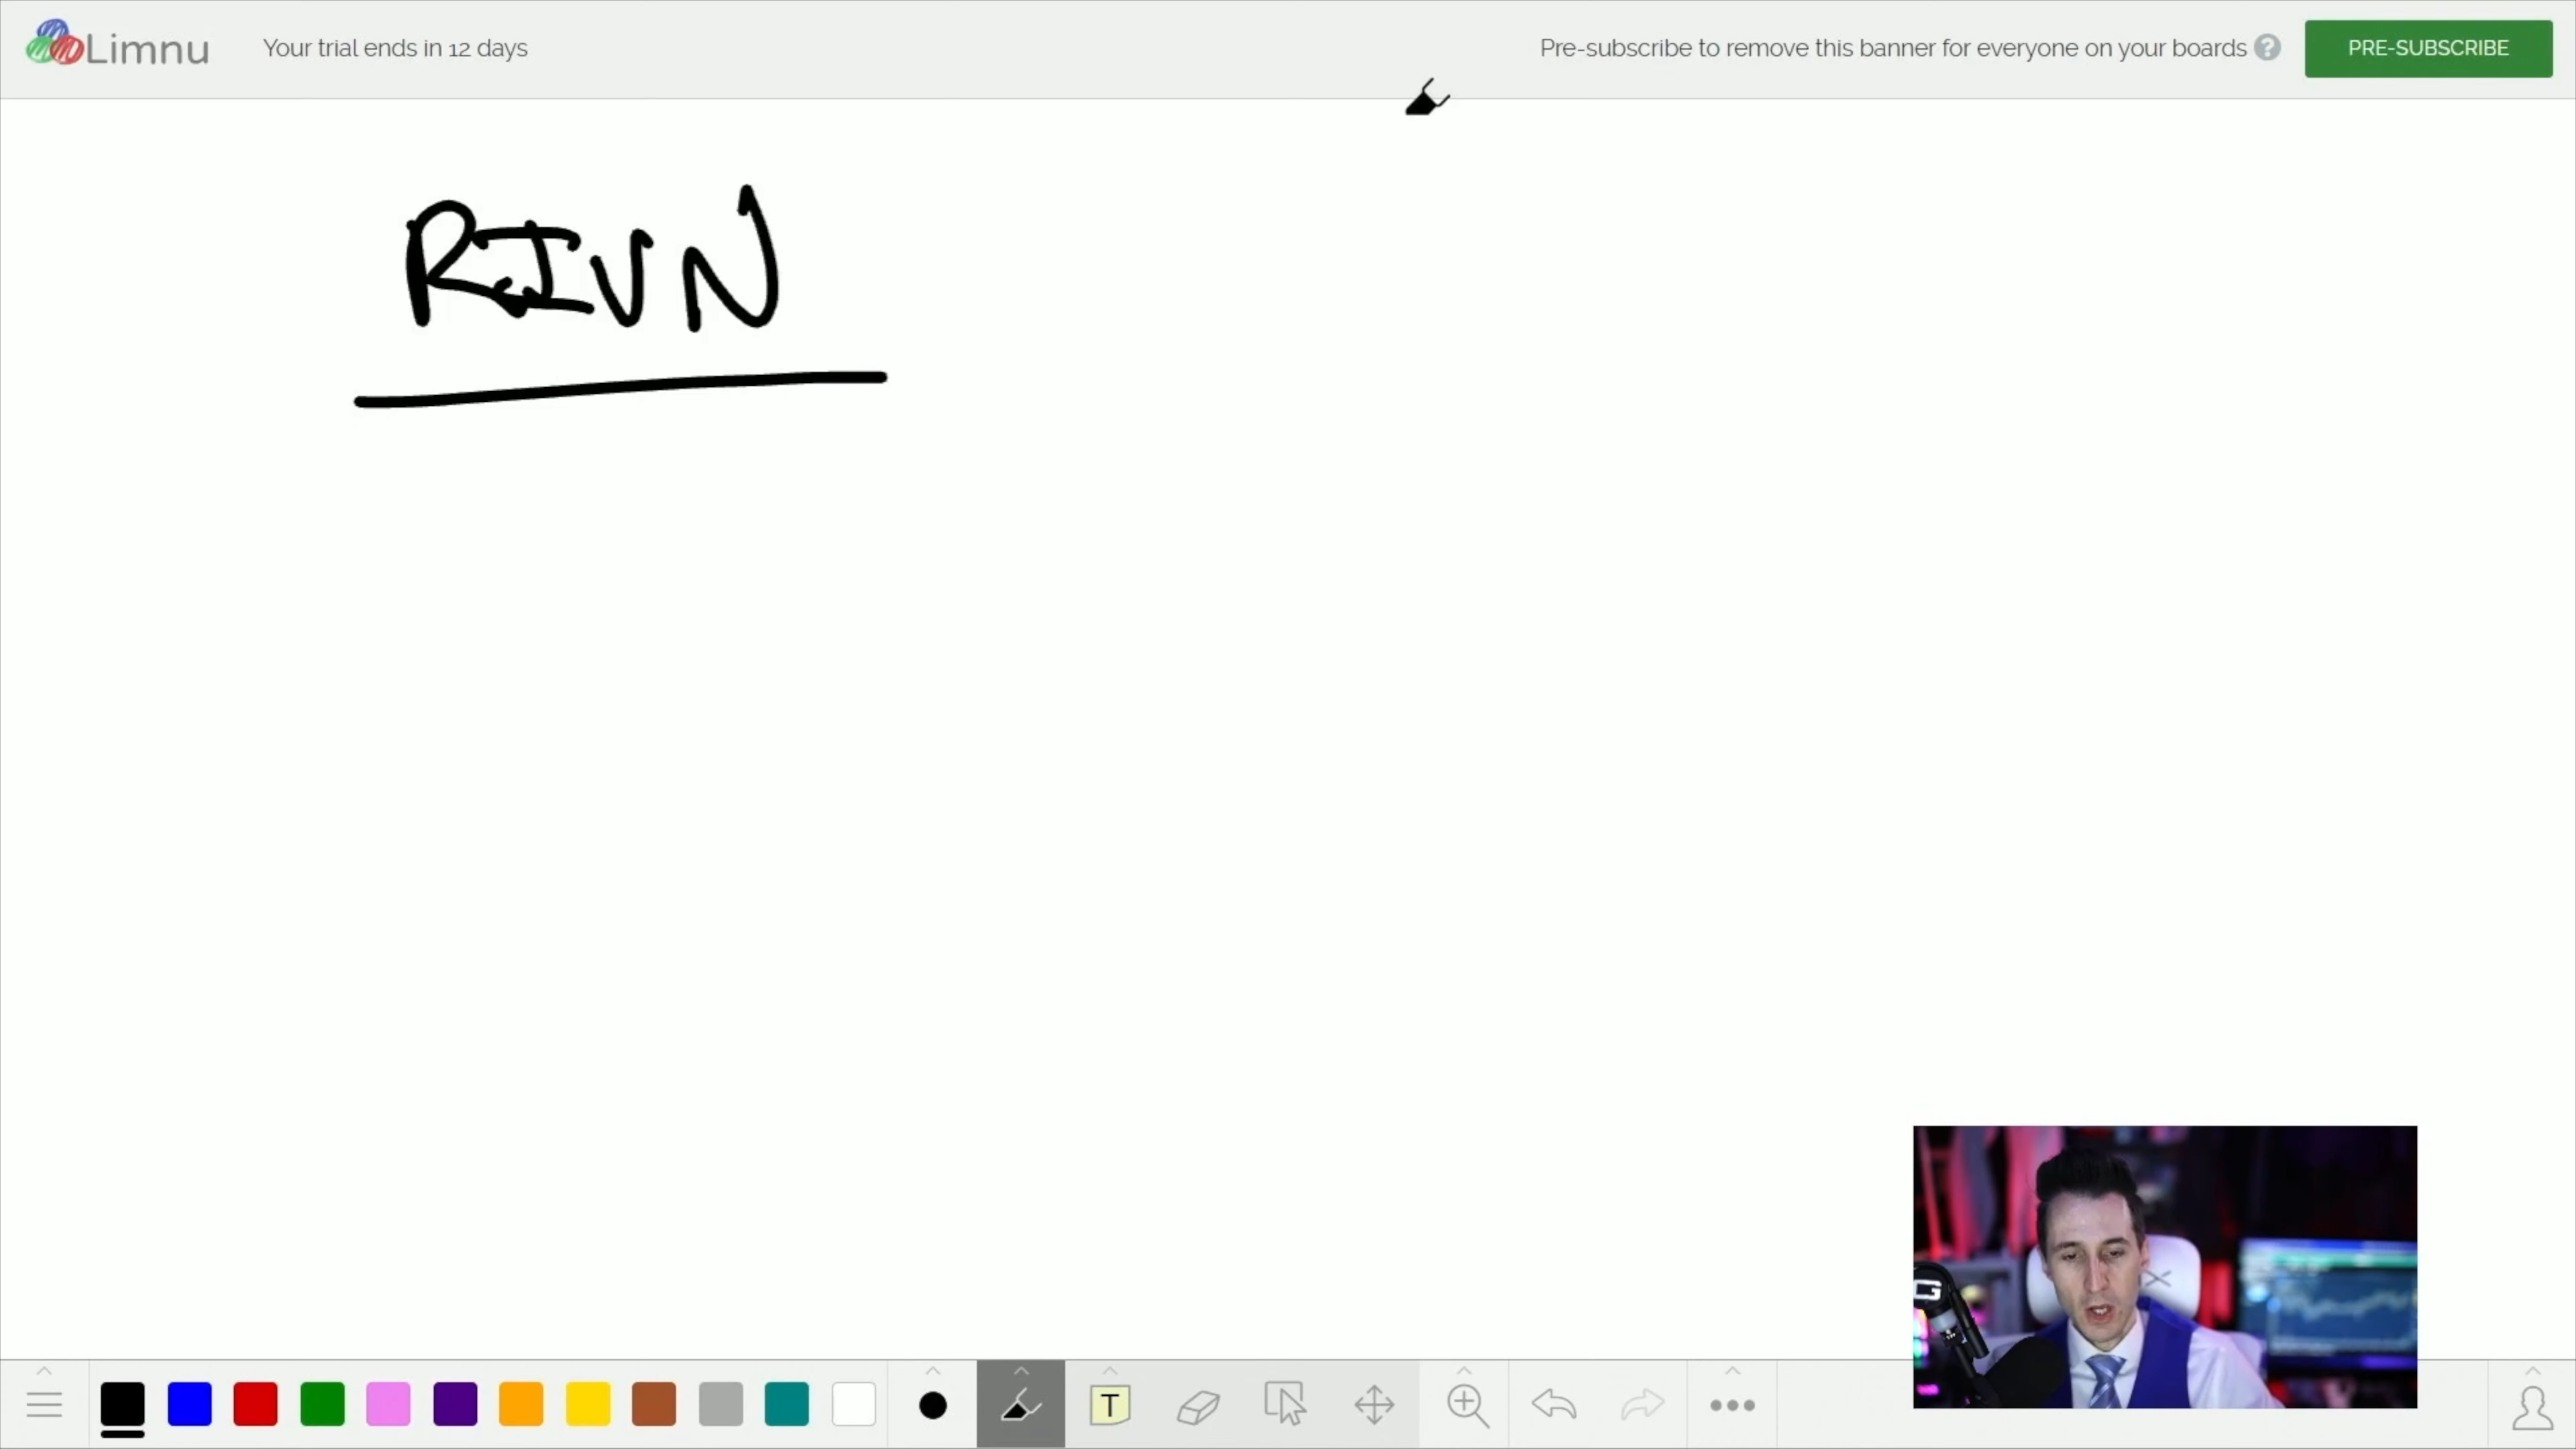 Limnu
Your trial ends in 12 days
Pre-subscribe to remove this banner for everyone on your boards ?
PRE-SUBSCRIBE
RIVN
T
G